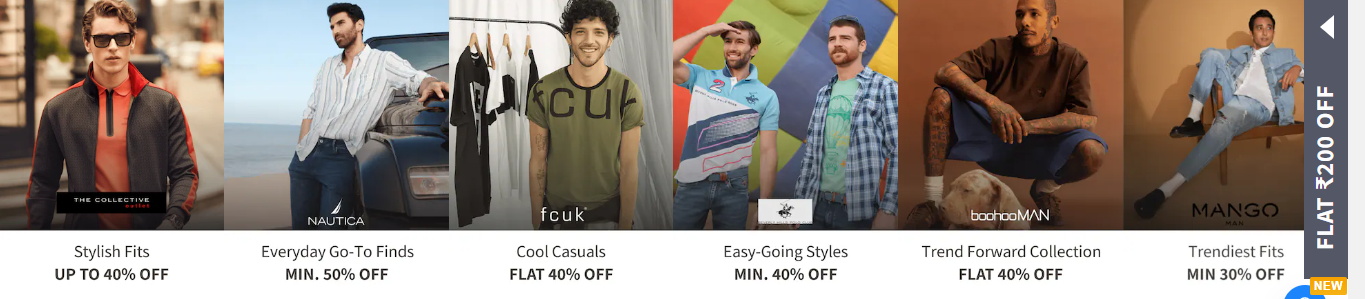 THE COLLECTIVE
outlet
NAUTICA
fcuk
fcuk
2
boohooMAN
MANGO
MAN
Stylish Fits
UP TO 40% OFF
Everyday Go-To Finds
MIN. 50% OFF
Cool Casuals
FLAT 40% OFF
Easy-Going Styles
MIN. 40% OFF
Trend Forward Collection
FLAT 40% OFF
Trendiest Fits
MIN 30% OFF
FLAT ₹200 OFF
NEW